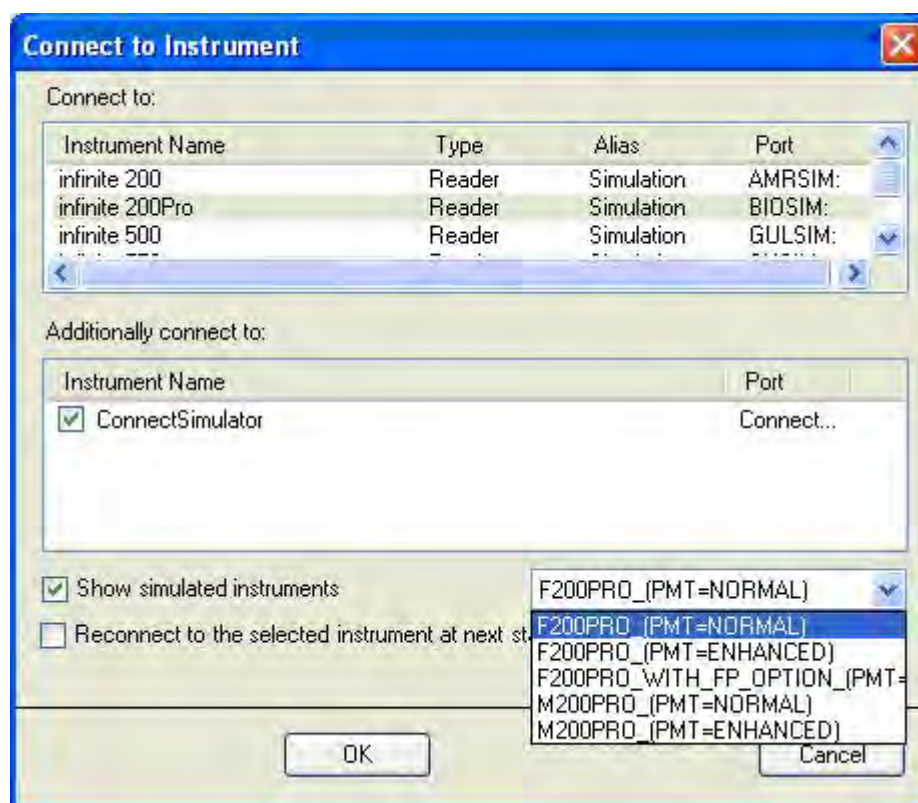 Connect to Instrument
Connect to:
Instrument Name Type Alias Port
infinite 200 Reader Simulation AMRSIM:
infinite 200Pro Reader Simulation BIOSIM:
infinite 500 Reader Simulation GULSIM:
Additionally connect to:
Instrument Name Port
ConnectSimulator Connect...
Show simulated instruments F200PRO_(PMT=NORMAL)
Reconnect to the selected instrument at next F200PRO_(PMT=NORMAL)
F200PRO_(PMT=ENHANCED)
F200PRO_WITH_FP_OPTION_(PMT=
M200PRO_(PMT=NORMAL)
M200PRO_(PMT=ENHANCED)
OK Cancel